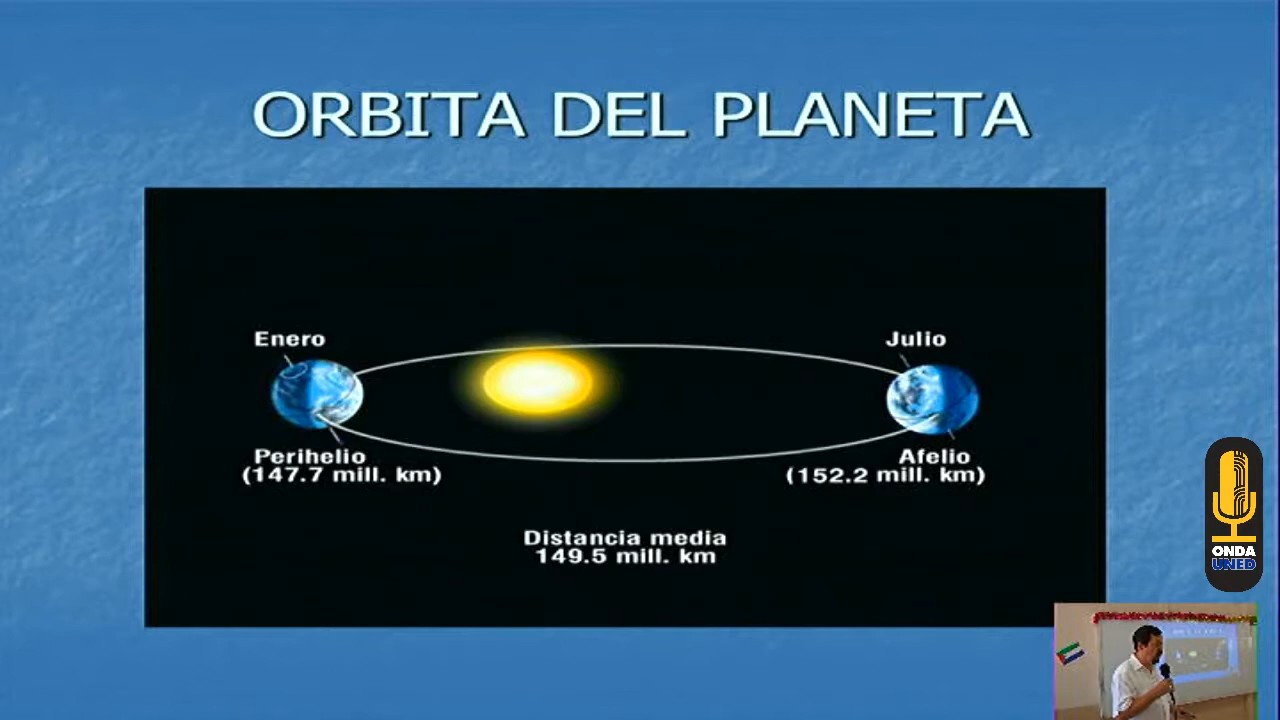 ORBITA DEL PLANETA
Enero
Julio
Perihelio
(147.7 mill. km)
Afelio
(152.2 mill. km)
Distancia media
149.5 mill. km
ONDA
UNED